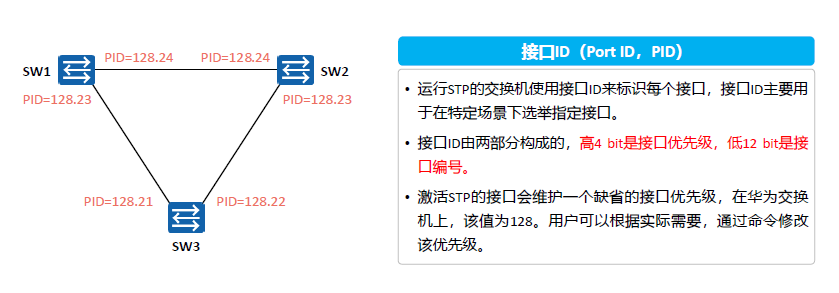 PID=128.24
PID=128.24
SW1
SW2
PID=128.23
PID=128.23
PID=128.21
PID=128.22
SW3
接口ID（Port ID，PID）
• 运行STP的交换机使用接口ID来标识每个接口，接口ID主要用
于在特定场景下选举指定接口。
• 接口ID由两部分构成的，高4 bit是接口优先级，低12 bit是接
口编号。
• 激活STP的接口会维护一个缺省的接口优先级，在华为交换
机上，该值为128。用户可以根据实际需要，通过命令修改
该优先级。